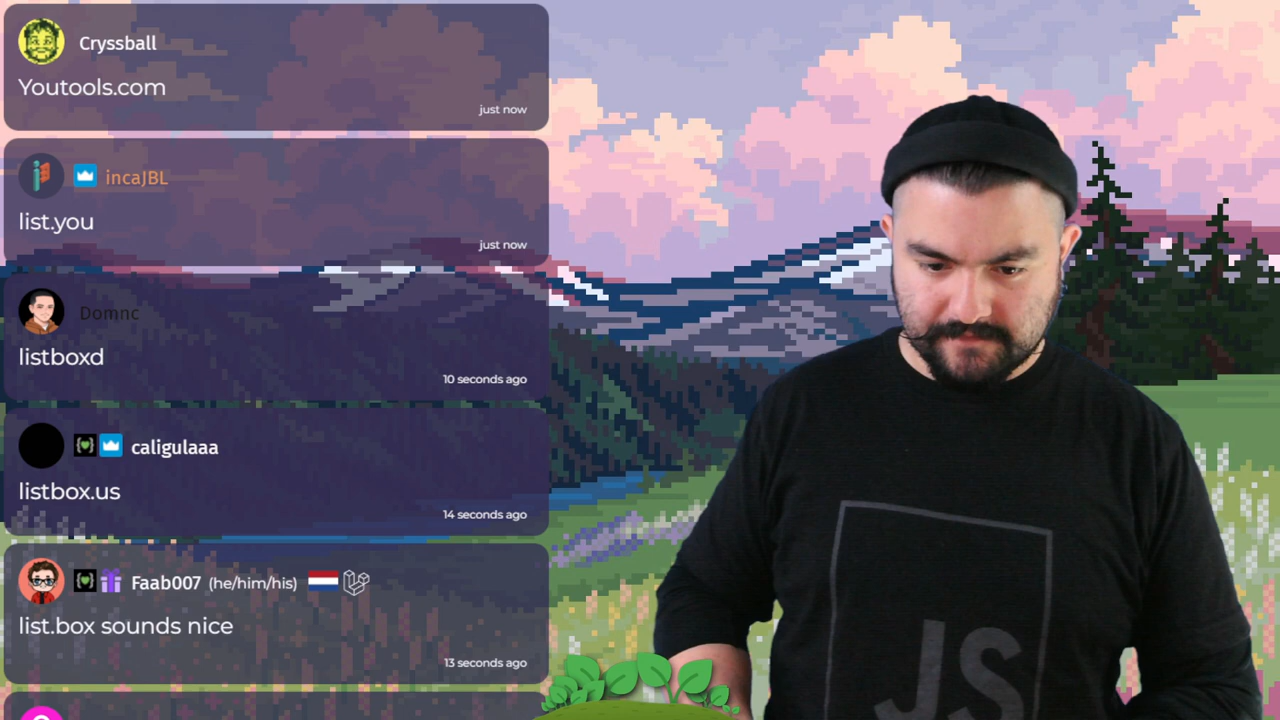 Cryssball
Youtools.com
just now
incaJBL
list.you
just now
Domnc
listboxd
10 seconds ago
caligulaaa
listbox.us
14 seconds ago
Faab007 (he/him/his)
list.box sounds nice
13 seconds ago
JS